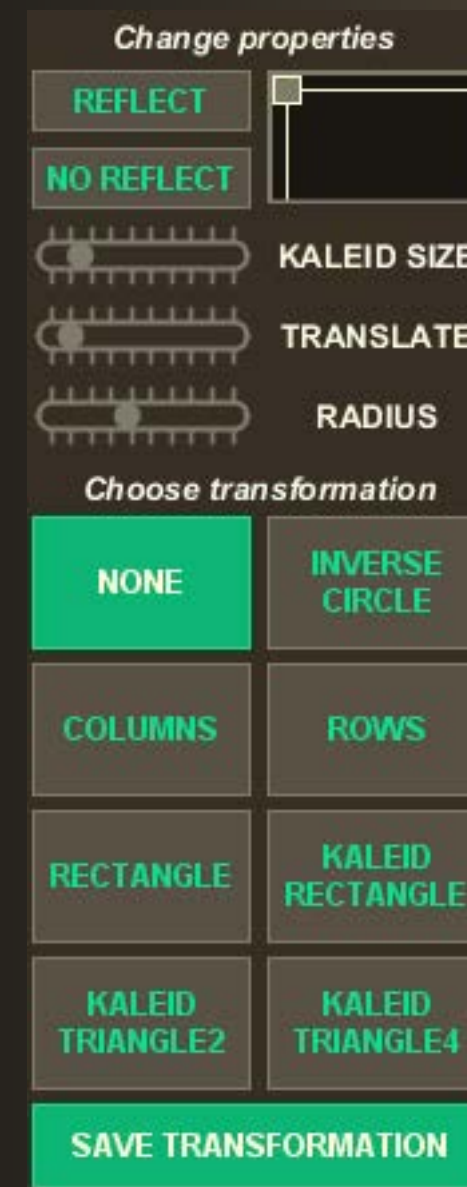 Change properties
REFLECT
NO REFLECT
KALEID SIZE
TRANSLATE
RADIUS
Choose transformation
NONE
INVERSE
CIRCLE
COLUMNS
ROWS
RECTANGLE
KALEID
RECTANGLE
KALEID
TRIANGLE2
KALEID
TRIANGLE4
SAVE TRANSFORMATION